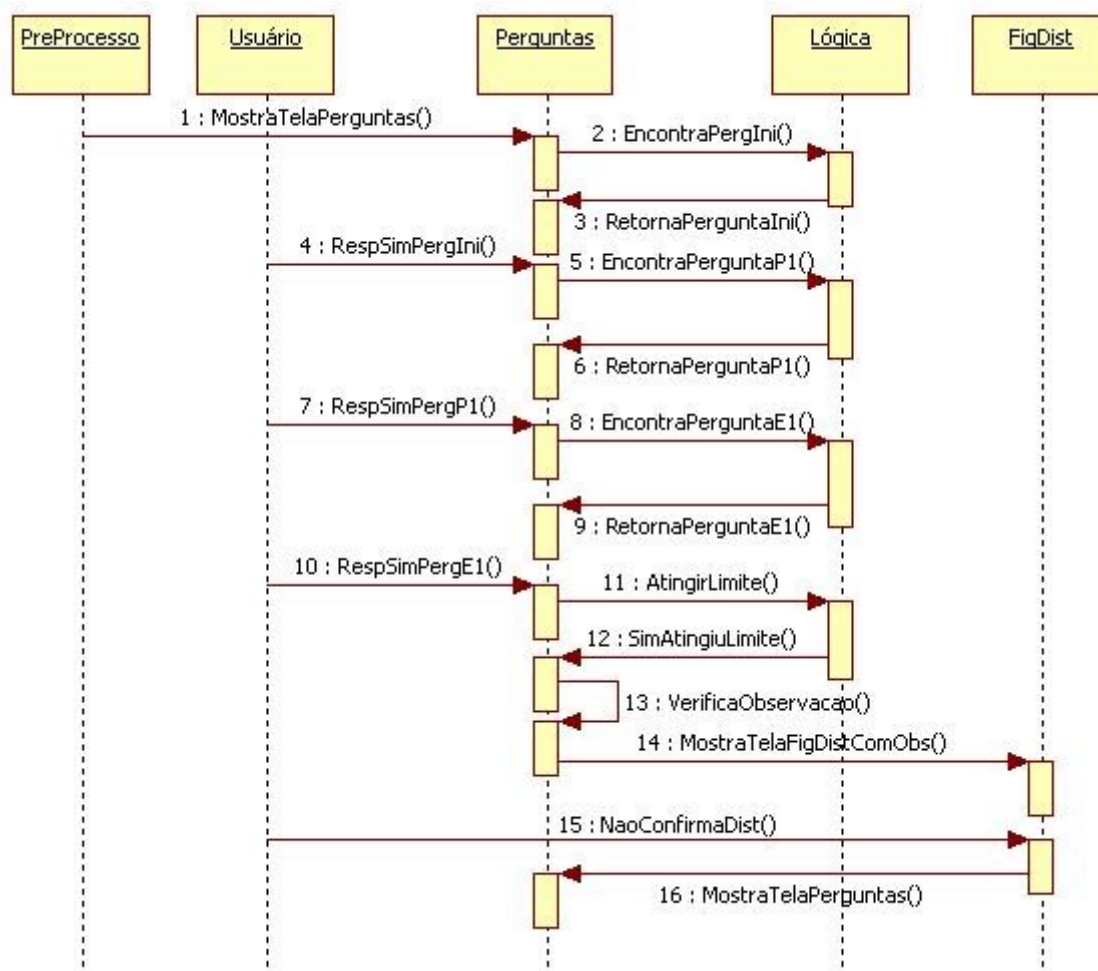 PreProcesso
Usuário
Perguntas
Lógica
FigDist
1 : MostraTelaPerguntas()
2 : EncontraPergIni()
3 : RetornaPerguntaIni()
4 : RespSimPergIni()
5 : EncontraPerguntaP1()
6 : RetornaPerguntaP1()
7 : RespSimPergP1()
8 : EncontraPerguntaE1()
9 : RetornaPerguntaE1()
10 : RespSimPergE1()
11 : AtingirLimite()
12 : SimAtingiuLimite()
13 : VerificaObservacao()
14 : MostraTelaFigDistComObs()
15 : NaoConfirmaDist()
16 : MostraTelaPerguntas()